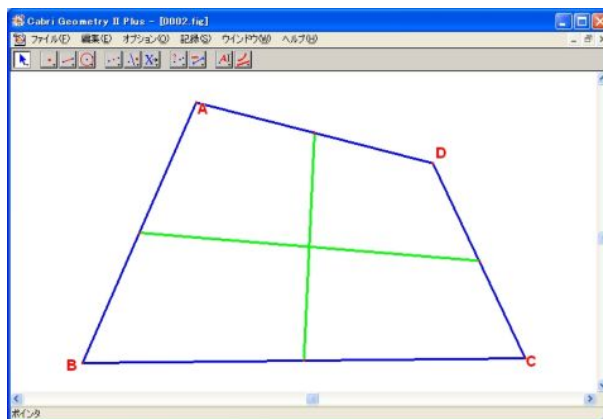 Cabri Geometry II Plus - [0002.fig]
ファイル(F) 編集(E) オプション(O) 記録(S) ウインドウ(W) ヘルプ(H)
A
D
B
C
ポインタ